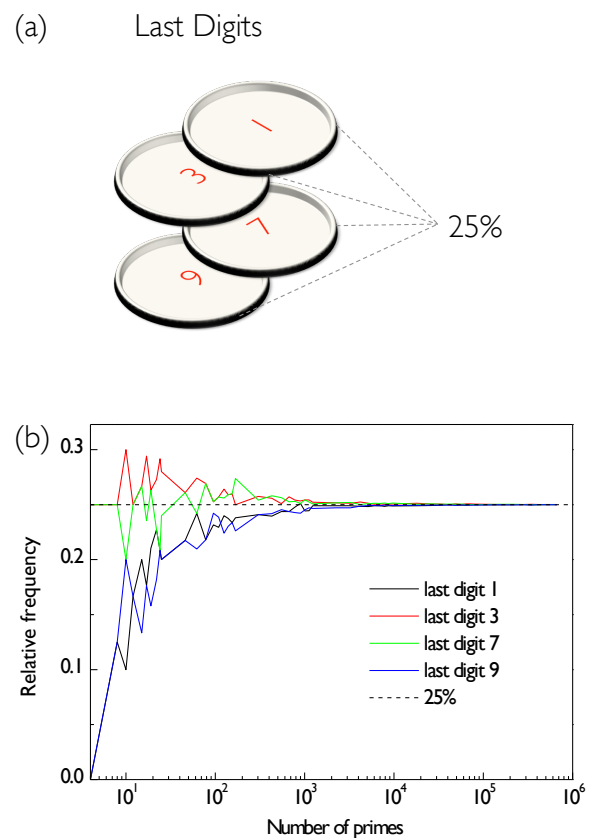 (a) Last Digits
1
3
7
9
25%
(b)
0.3
0.2
0.1
0.0
Relative frequency
last digit 1
last digit 3
last digit 7
last digit 9
25%
10¹ 10² 10³ 10⁴ 10⁵ 10⁶
Number of primes